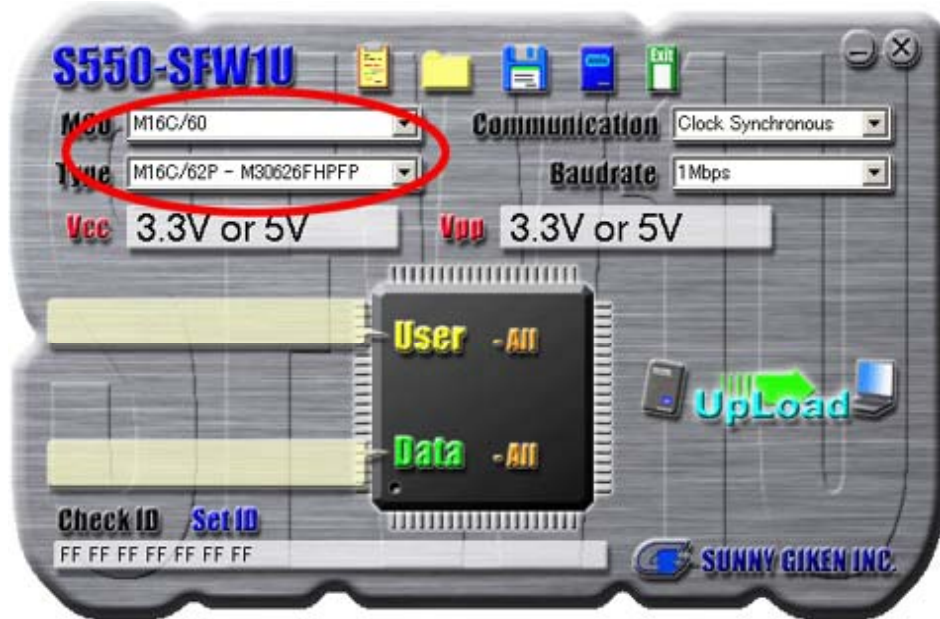 S550-SFW1U
Exit
MCU M16C/60 Communication Clock Synchronous
Type M16C/62P - M30626FHPFP Baudrate 1Mbps
Vcc 3.3V or 5V Vpp 3.3V or 5V
User -All
UpLoad
Data -All
Check ID Set ID
FF FF FF FF FF FF FF
SUNNY GIKEN INC.